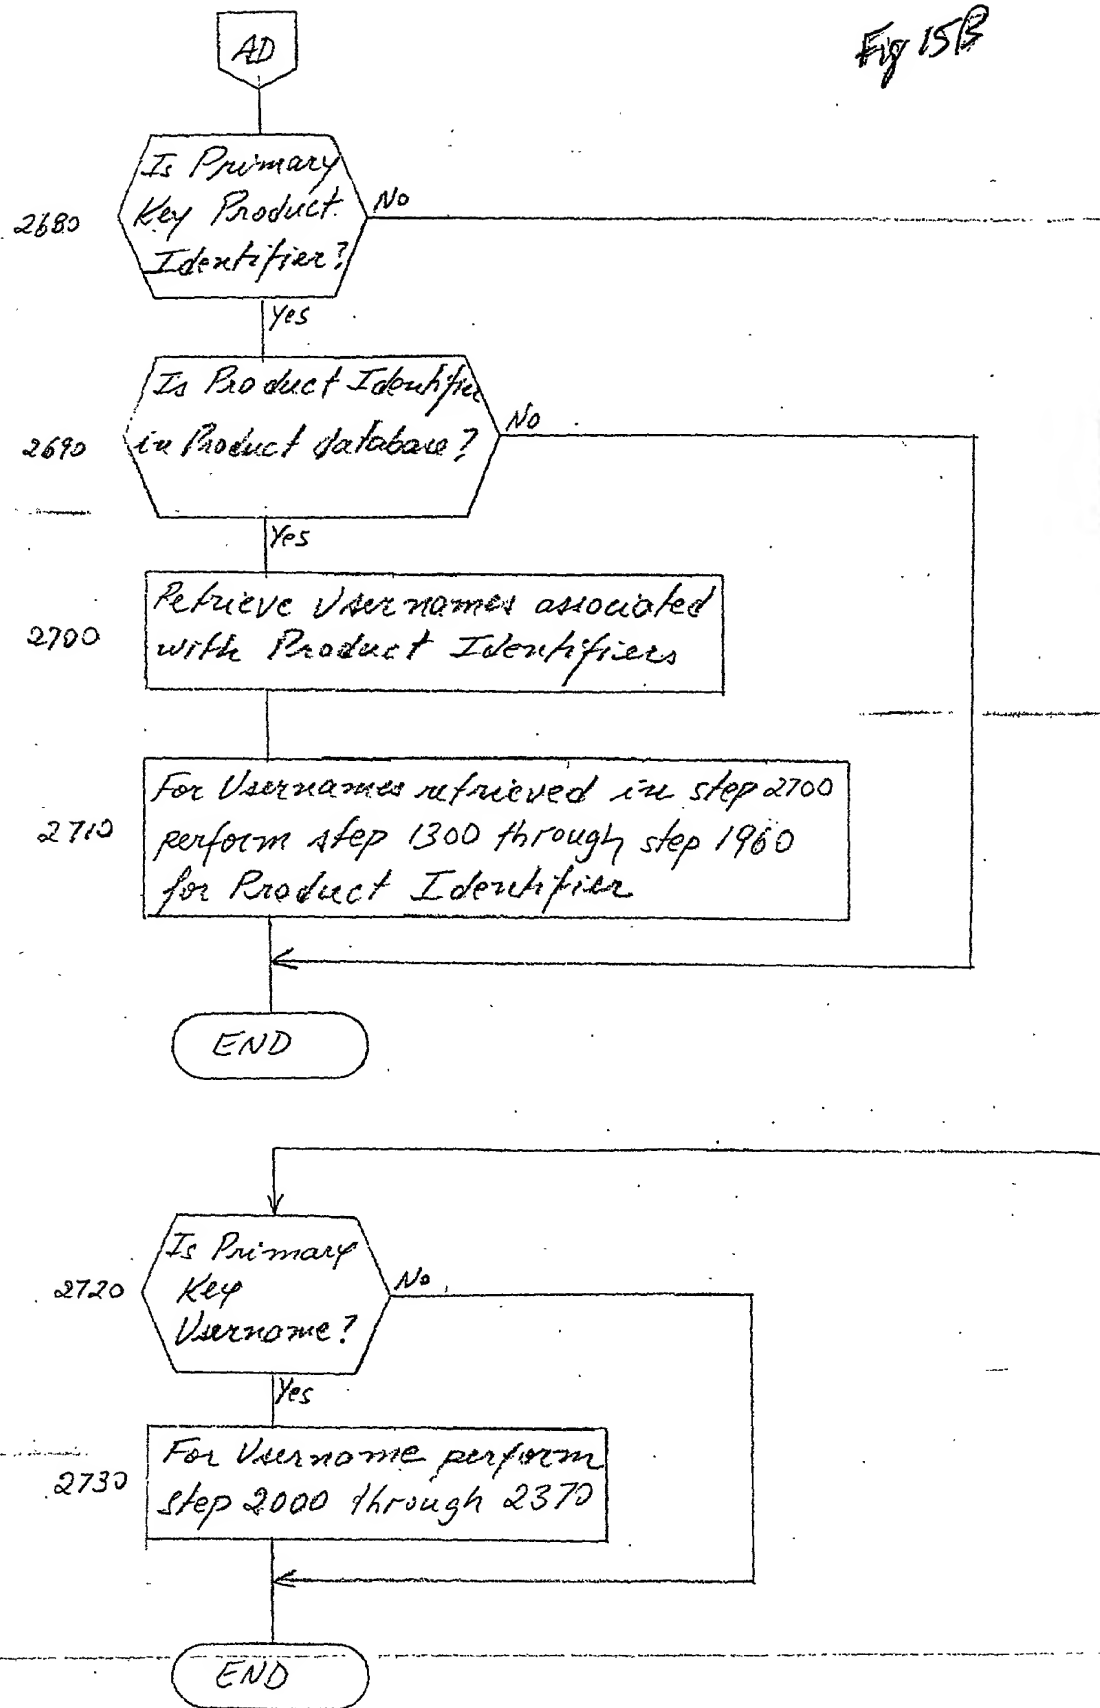 Fig 15B
AD
2680
Is Primary
Key Product
Identifier?
No
Yes
2690
Is Product Identifier
in Product database?
No
Yes
2700
Retrieve Usernames associated
with Product Identifiers
2710
For Usernames retrieved in step 2700
perform step 1300 through step 1960
for Product Identifier
END
2720
Is Primary
Key
Username?
No
Yes
2730
For Username perform
step 2000 through 2370
END